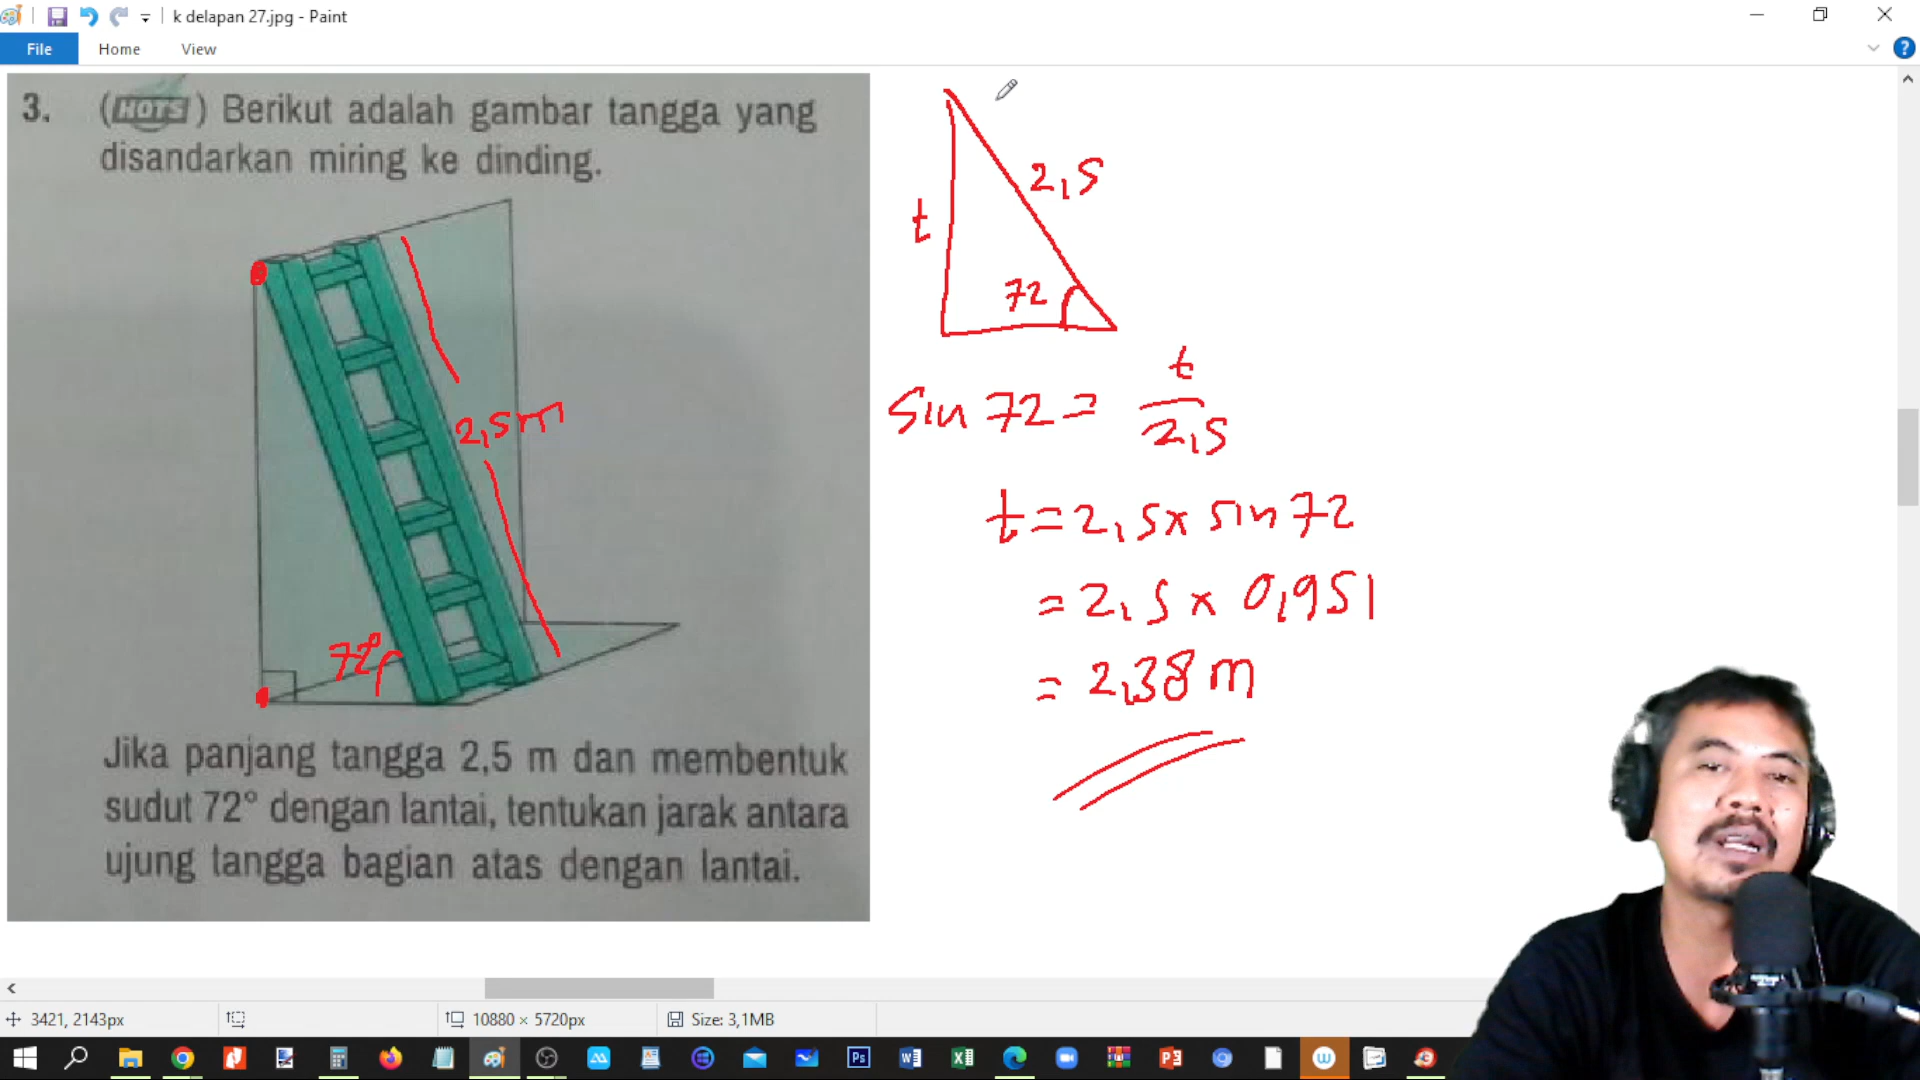 k delapan 27.jpg - Paint
File Home View
3. (HOTS) Berikut adalah gambar tangga yang
disandarkan miring ke dinding.
2,5m
72°
Jika panjang tangga 2,5 m dan membentuk
sudut 72° dengan lantai, tentukan jarak antara
ujung tangga bagian atas dengan lantai.
2,5
t
72
sin 72 = t/2,5
t = 2,5 x sin 72
= 2,5 x 0,951
= 2,38 m
3421, 2143px 10880 × 5720px Size: 3,1MB
Ps